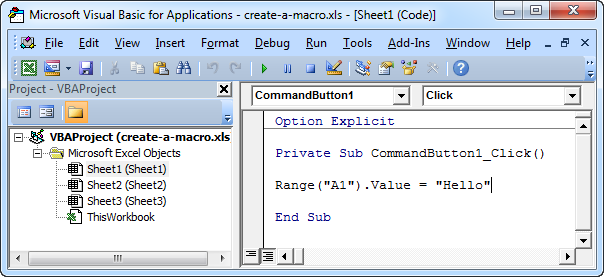 Microsoft Visual Basic for Applications - create-a-macro.xls - [Sheet1 (Code)]
File Edit View Insert Format Debug Run Tools Add-Ins Window Help
Project - VBAProject
VBAProject (create-a-macro.xls
Microsoft Excel Objects
Sheet1 (Sheet1)
Sheet2 (Sheet2)
Sheet3 (Sheet3)
ThisWorkbook
CommandButton1 Click
Option Explicit
Private Sub CommandButton1_Click()
Range("A1").Value = "Hello"
End Sub